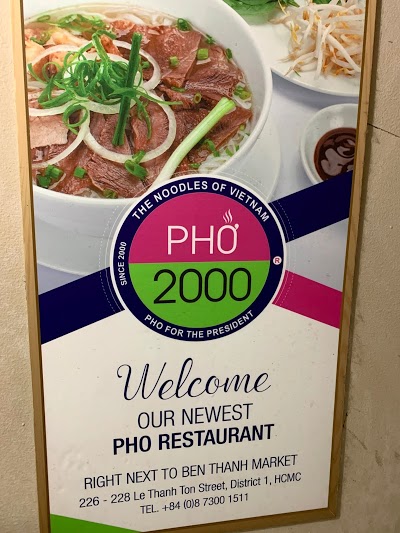 THE NOODLES OF VIETNAM
SINCE 2000
PHỞ
2000
®
PHO FOR THE PRESIDENT
Welcome
OUR NEWEST
PHO RESTAURANT
RIGHT NEXT TO BEN THANH MARKET
226 - 228 Le Thanh Ton Street, District 1, HCMC
TEL. +84 (0)8 7300 1511